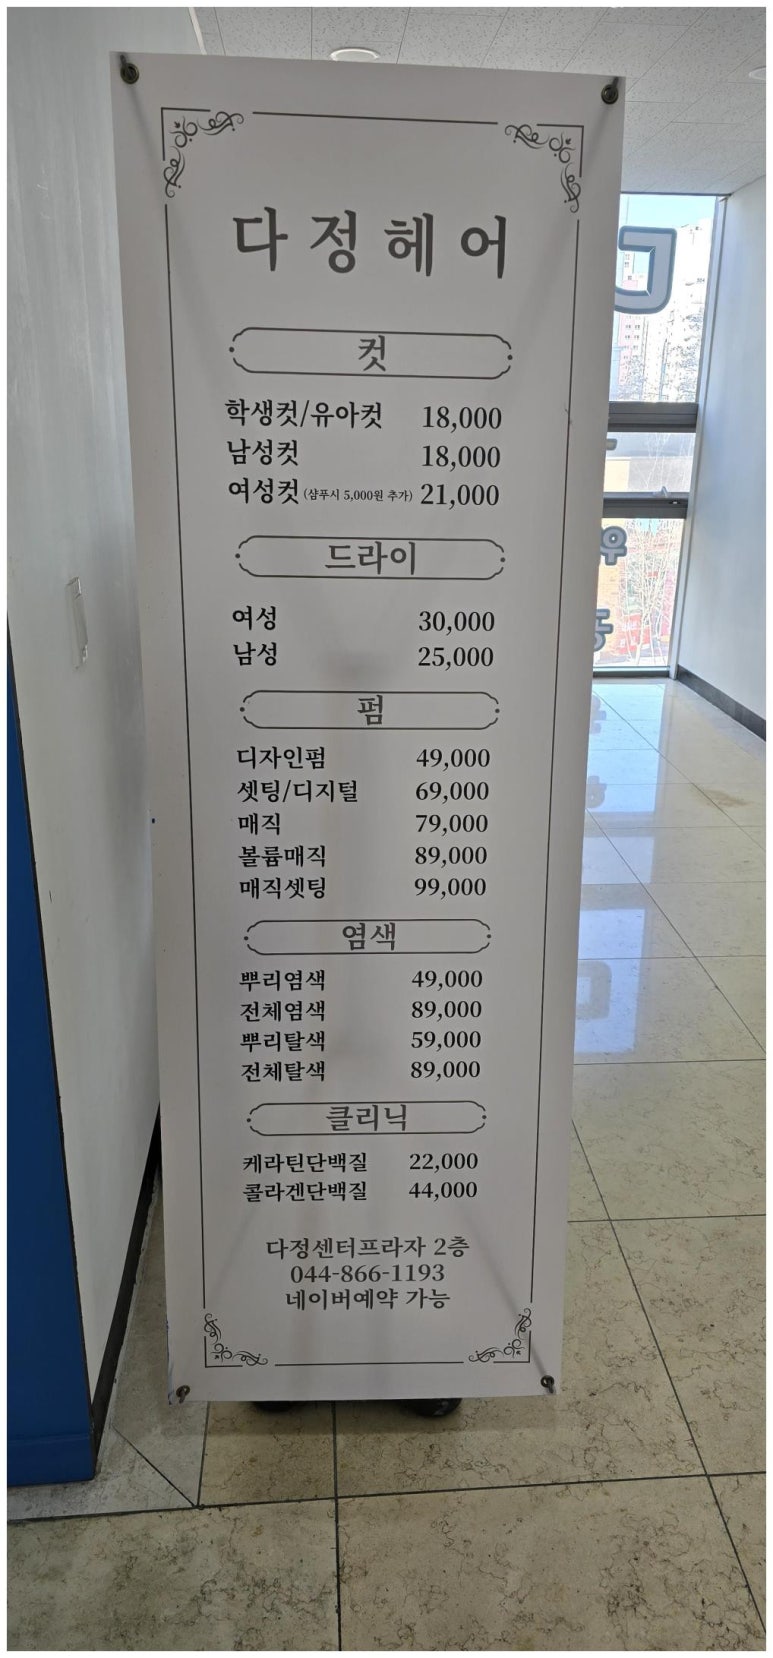 다정헤어
컷
학생컷/유아컷 18,000
남성컷 18,000
여성컷 (샴푸시 5,000원 추가) 21,000
드라이
여성 30,000
남성 25,000
펌
디자인펌 49,000
셋팅/디지털 69,000
매직 79,000
볼륨매직 89,000
매직셋팅 99,000
염색
뿌리염색 49,000
전체염색 89,000
뿌리탈색 59,000
전체탈색 89,000
클리닉
케라틴단백질 22,000
콜라겐단백질 44,000
다정센터프라자 2층
044-866-1193
네이버예약 가능